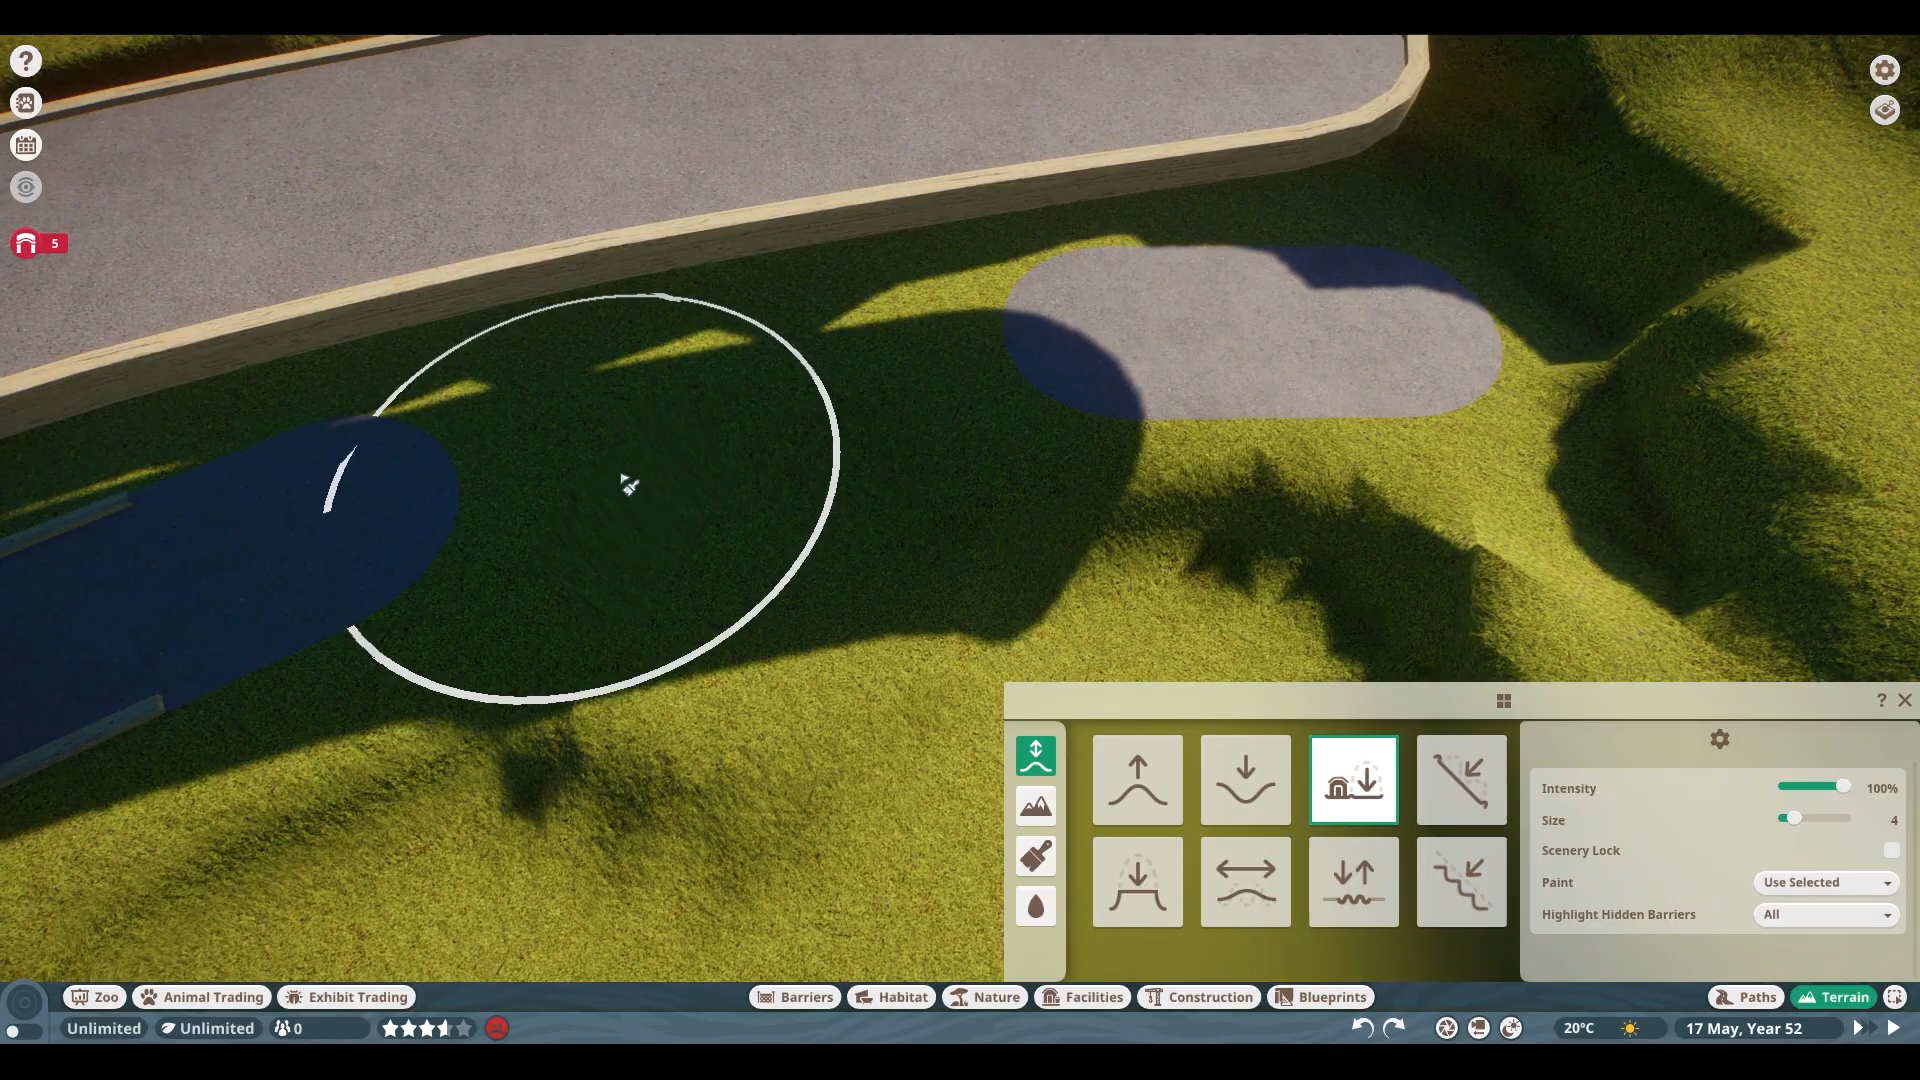 ?
5
?
Intensity 100%
Size 4
Scenery Lock
Paint Use Selected
Highlight Hidden Barriers All
Zoo Animal Trading Exhibit Trading Barriers Habitat Nature Facilities Construction Blueprints Paths Terrain
Unlimited Unlimited 0 20°C 17 May, Year 52